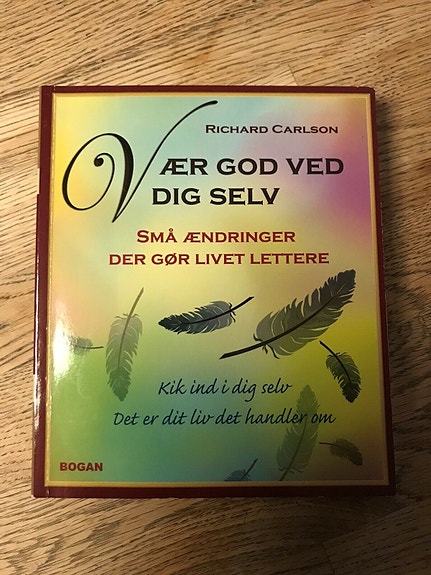 RICHARD CARLSON
VÆR GOD VED
DIG SELV
SMÅ ÆNDRINGER
DER GØR LIVET LETTERE
Kik ind i dig selv
Det er dit liv det handler om
BOGAN